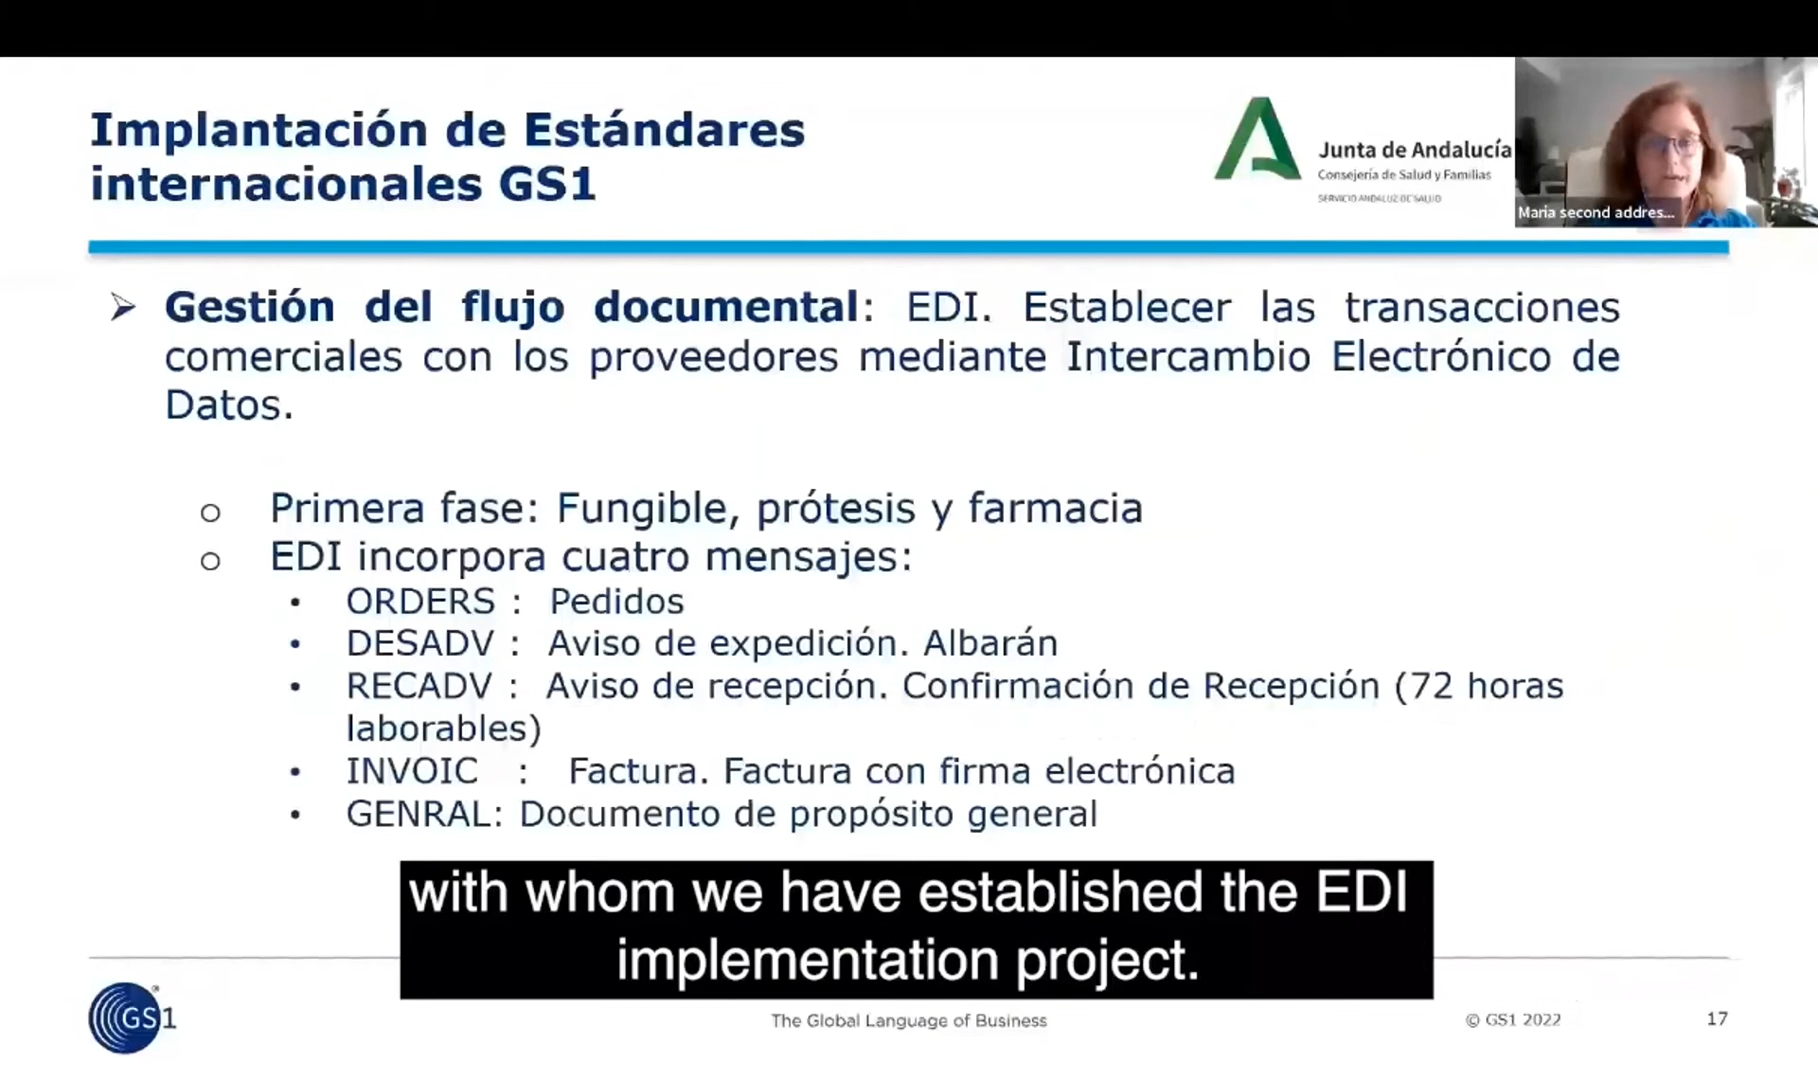 Implantación de Estándares
internacionales GS1
Junta de Andalucía
Consejería de Salud y Familias
SERVICIO ANDALUZ DE SALUD
Maria second addres...
➢ Gestión del flujo documental: EDI. Establecer las transacciones
comerciales con los proveedores mediante Intercambio Electrónico de
Datos.
o Primera fase: Fungible, prótesis y farmacia
o EDI incorpora cuatro mensajes:
• ORDERS : Pedidos
• DESADV : Aviso de expedición. Albarán
• RECADV : Aviso de recepción. Confirmación de Recepción (72 horas
laborables)
• INVOIC : Factura. Factura con firma electrónica
• GENRAL: Documento de propósito general
with whom we have established the EDI
implementation project.
GS1 ®
The Global Language of Business
© GS1 2022
17